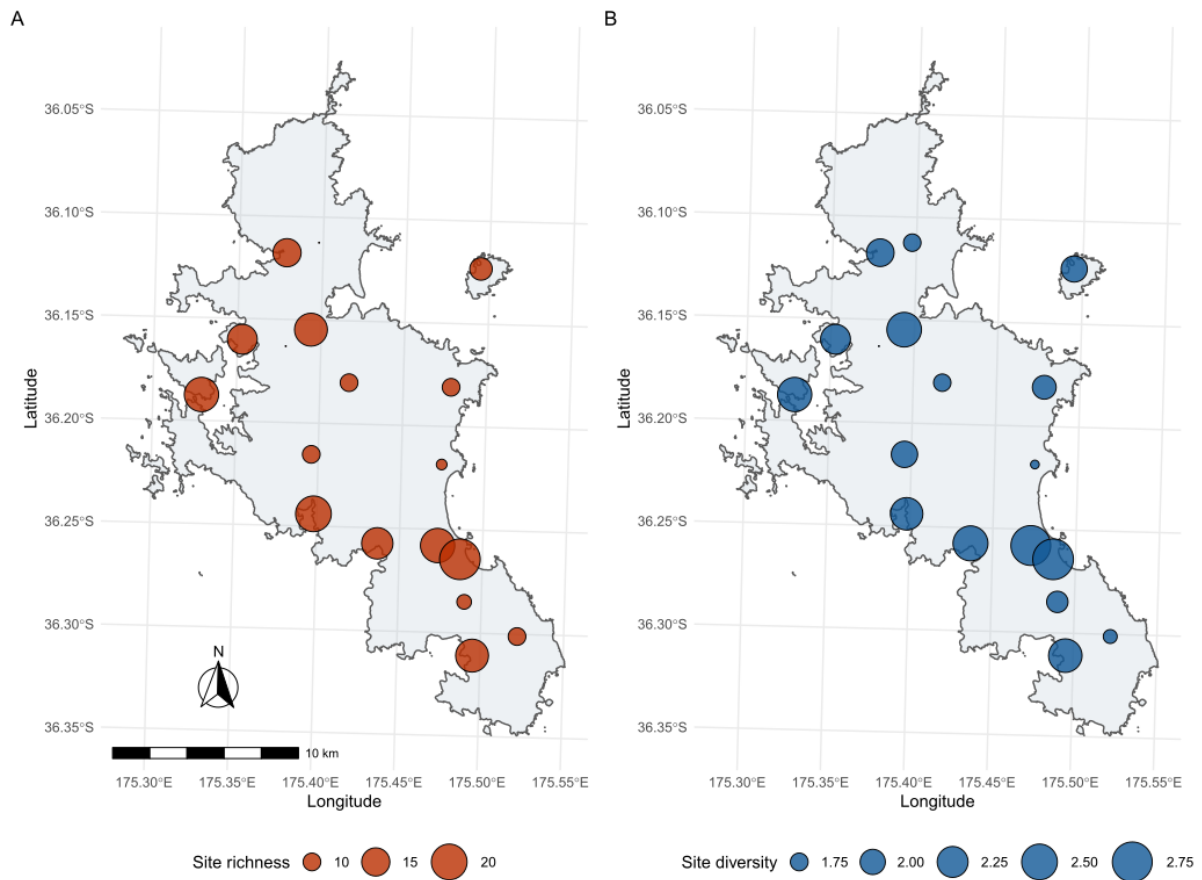 A
B
36.05°S
36.10°S
36.15°S
36.20°S
36.25°S
36.30°S
36.35°S
Latitude
N
10 km
175.30°E 175.35°E 175.40°E 175.45°E 175.50°E 175.55°E
Longitude
Site richness 10 15 20
36.05°S
36.10°S
36.15°S
36.20°S
36.25°S
36.30°S
36.35°S
Latitude
175.30°E 175.35°E 175.40°E 175.45°E 175.50°E 175.55°E
Longitude
Site diversity 1.75 2.00 2.25 2.50 2.75